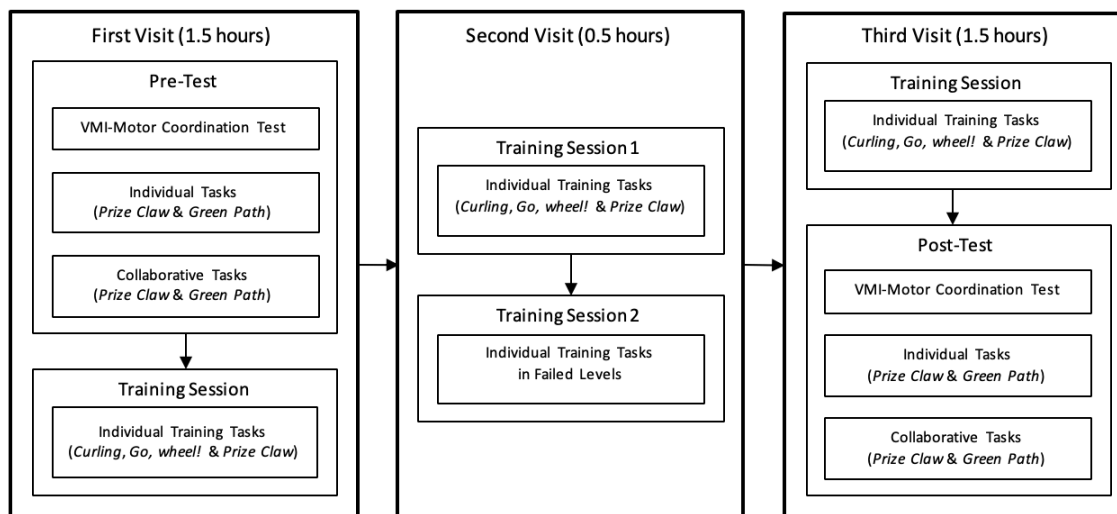 First Visit (1.5 hours)
Pre-Test
VMI-Motor Coordination Test
Individual Tasks
(Prize Claw & Green Path)
Collaborative Tasks
(Prize Claw & Green Path)
Training Session
Individual Training Tasks
(Curling, Go, wheel! & Prize Claw)
Second Visit (0.5 hours)
Training Session 1
Individual Training Tasks
(Curling, Go, wheel! & Prize Claw)
Training Session 2
Individual Training Tasks
in Failed Levels
Third Visit (1.5 hours)
Training Session
Individual Training Tasks
(Curling, Go, wheel! & Prize Claw)
Post-Test
VMI-Motor Coordination Test
Individual Tasks
(Prize Claw & Green Path)
Collaborative Tasks
(Prize Claw & Green Path)